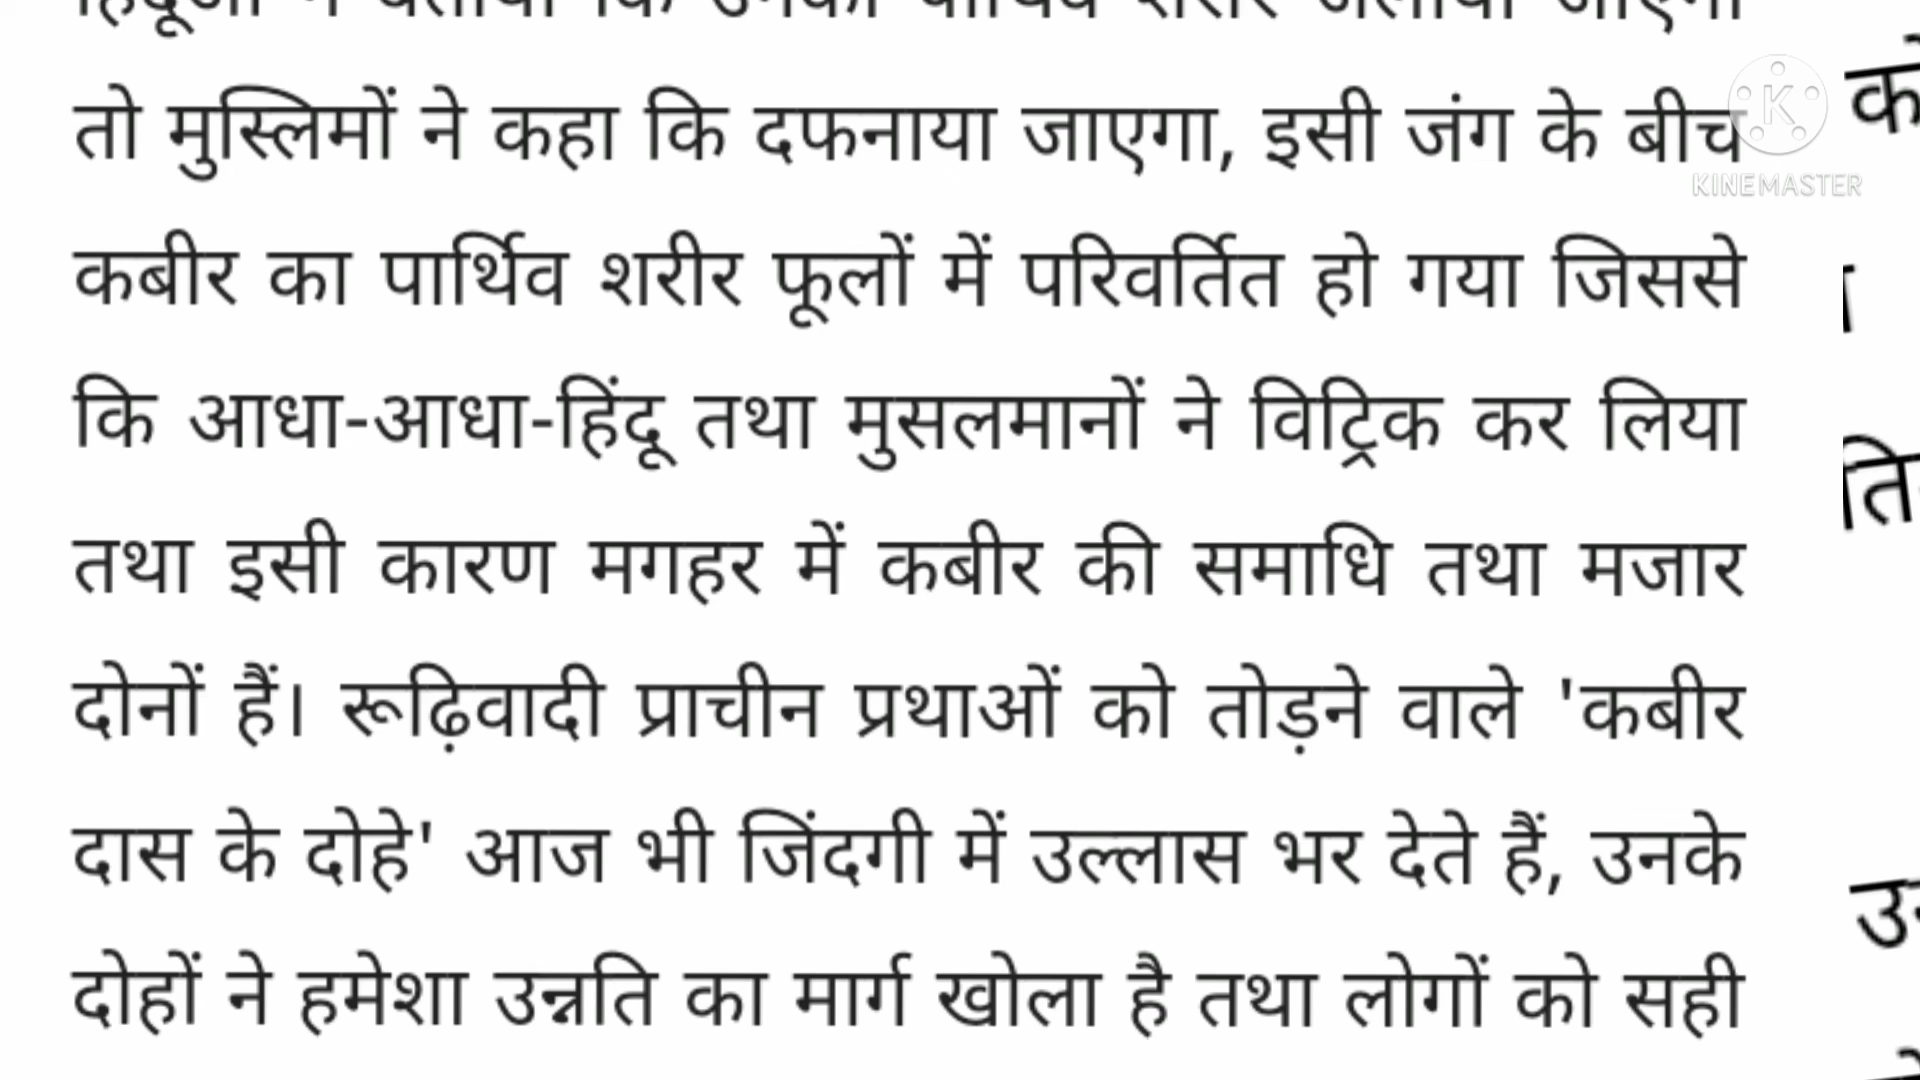 तो मुस्लिमों ने कहा कि दफनाया जाएगा, इसी जंग के बीच
KINEMASTER
कबीर का पार्थिव शरीर फूलों में परिवर्तित हो गया जिससे
कि आधा-आधा-हिंदू तथा मुसलमानों ने विट्रिक कर लिया
तथा इसी कारण मगहर में कबीर की समाधि तथा मजार
दोनों हैं। रूढ़िवादी प्राचीन प्रथाओं को तोड़ने वाले 'कबीर
दास के दोहे' आज भी जिंदगी में उल्लास भर देते हैं, उनके
दोहों ने हमेशा उन्नति का मार्ग खोला है तथा लोगों को सही